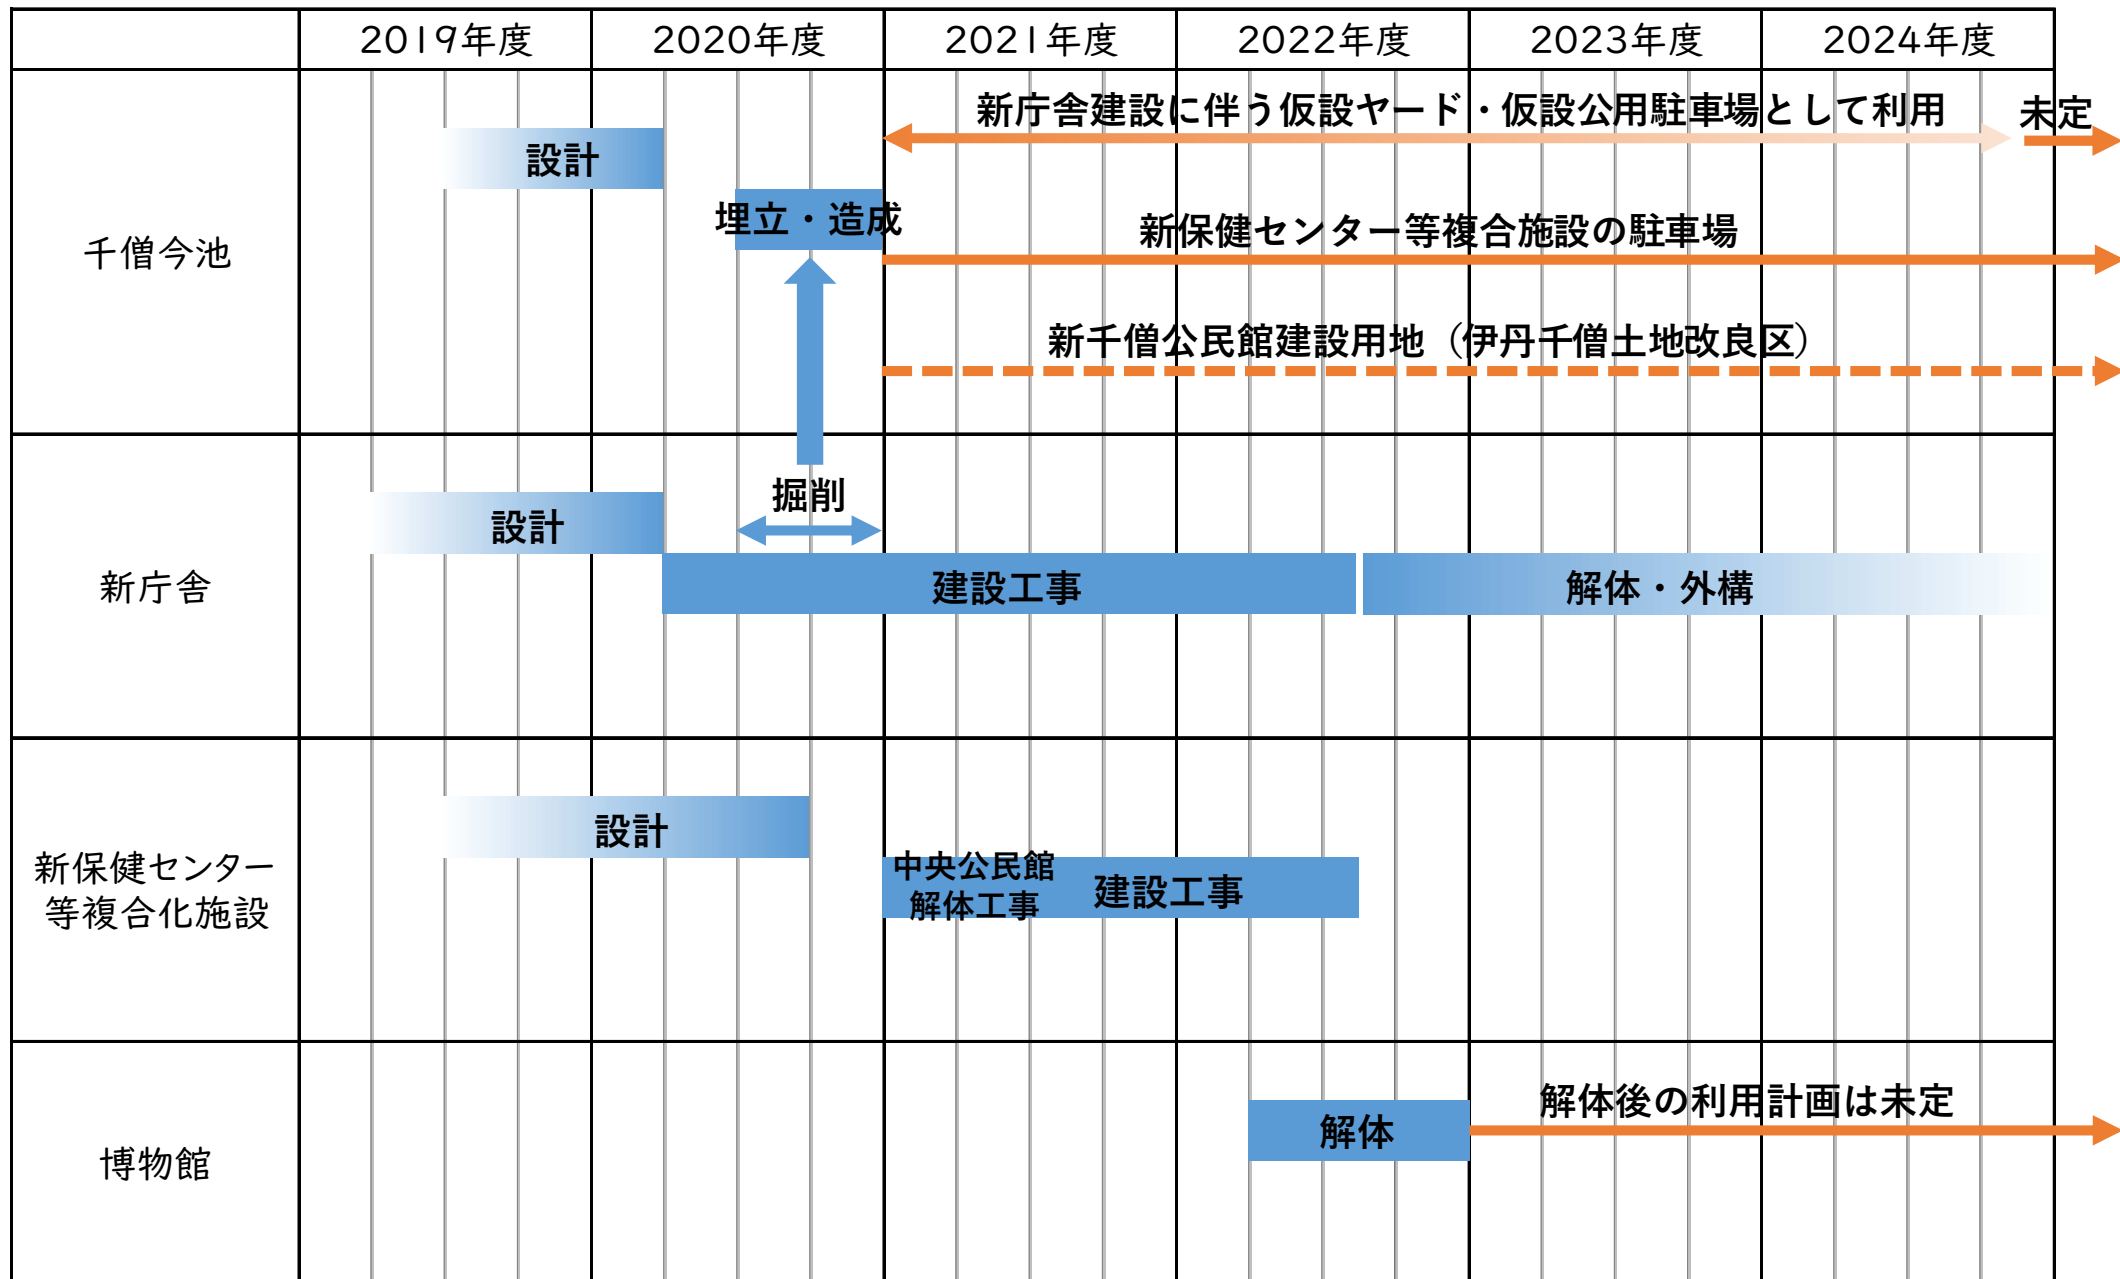 2019年度
2020年度
2021年度
2022年度
2023年度
2024年度
千僧今池
設計
埋立・造成
新庁舎建設に伴う仮設ヤード・仮設公用駐車場として利用
未定
新保健センター等複合施設の駐車場
新千僧公民館建設用地（伊丹千僧土地改良区）
新庁舎
設計
掘削
建設工事
解体・外構
新保健センター
等複合化施設
設計
中央公民館
解体工事
建設工事
博物館
解体
解体後の利用計画は未定